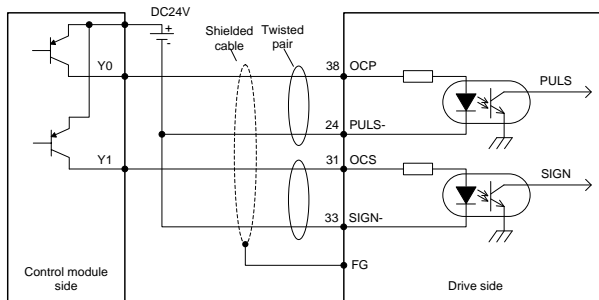 DC24V
+
-
Shielded
cable
Twisted
pair
Y0
38
OCP
PULS
24
PULS-
Y1
31
OCS
SIGN
33
SIGN-
FG
Control module
side
Drive side